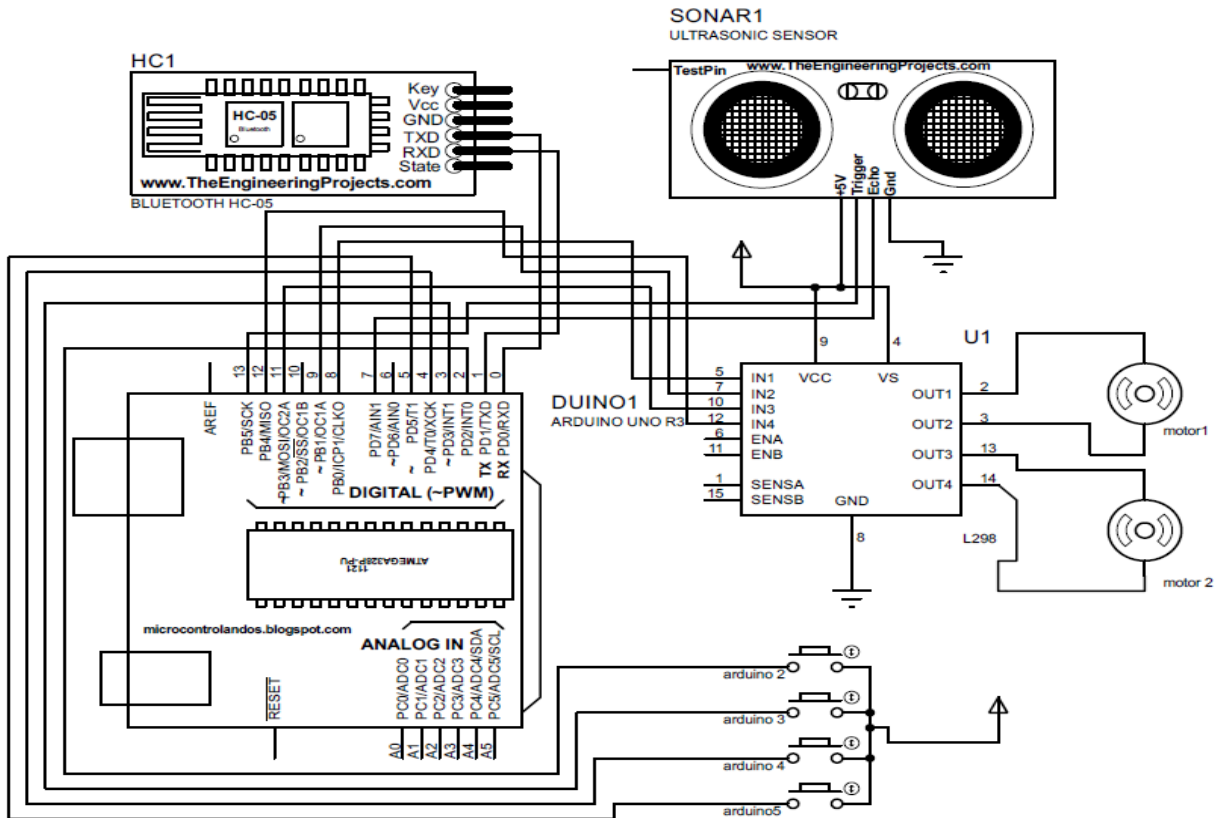 SONAR1
ULTRASONIC SENSOR
TestPin
www.TheEngineeringProjects.com
+5V
Trigger
Echo
Gnd
HC1
HC-05
Bluetooth
Key
Vcc
GND
TXD
RXD
State
www.TheEngineeringProjects.com
BLUETOOTH HC-05
AREF
13
12
11
10
9
8
7
6
5
4
3
2
1
0
PB5/SCK
PB4/MISO
~PB3/MOSI/OC2A
~ PB2/SS/OC1B
~ PB1/OC1A
PB0/ICP1/CLKO
PD7/AIN1
~PD6/AIN0
~ PD5/T1
PD4/T0/XCK
~ PD3/INT1
PD2/INT0
TX PD1/TXD
RX PD0/RXD
DIGITAL (~PWM)
ATMEGA328P-PU
1121
microcontrolandos.blogspot.com
ANALOG IN
RESET
PC0/ADC0
PC1/ADC1
PC2/ADC2
PC3/ADC3
PC4/ADC4/SDA
PC5/ADC5/SCL
A0
A1
A2
A3
A4
A5
DUINO1
ARDUINO UNO R3
U1
9
4
VCC
VS
5
7
10
12
6
11
1
15
IN1
IN2
IN3
IN4
ENA
ENB
SENSA
SENSB
GND
8
OUT1
OUT2
OUT3
OUT4
2
3
13
14
L298
motor1
motor 2
arduino 2
arduino 3
arduino 4
arduino5